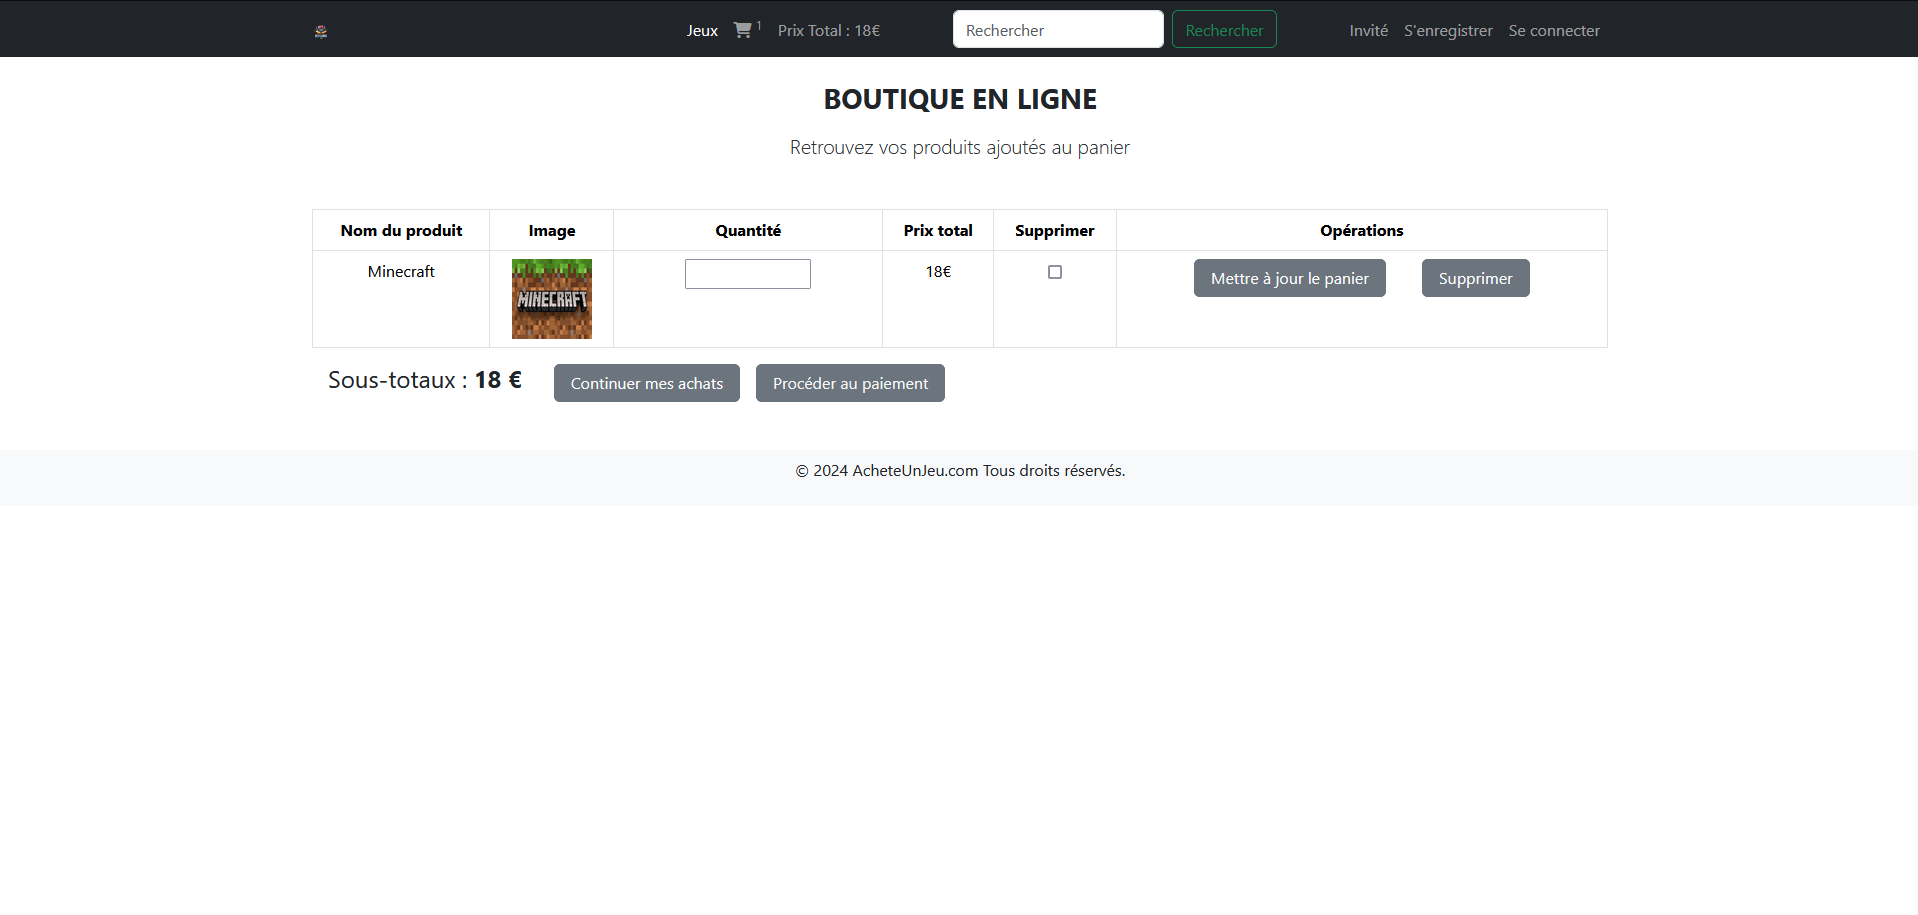 Jeux 1 Prix Total : 18€ Rechercher Rechercher Invité S'enregistrer Se connecter
BOUTIQUE EN LIGNE
Retrouvez vos produits ajoutés au panier
Nom du produit Image Quantité Prix total Supprimer Opérations
Minecraft MINECRAFT 18€ Mettre à jour le panier Supprimer
Sous-totaux : 18 € Continuer mes achats Procéder au paiement
© 2024 AcheteUnJeu.com Tous droits réservés.